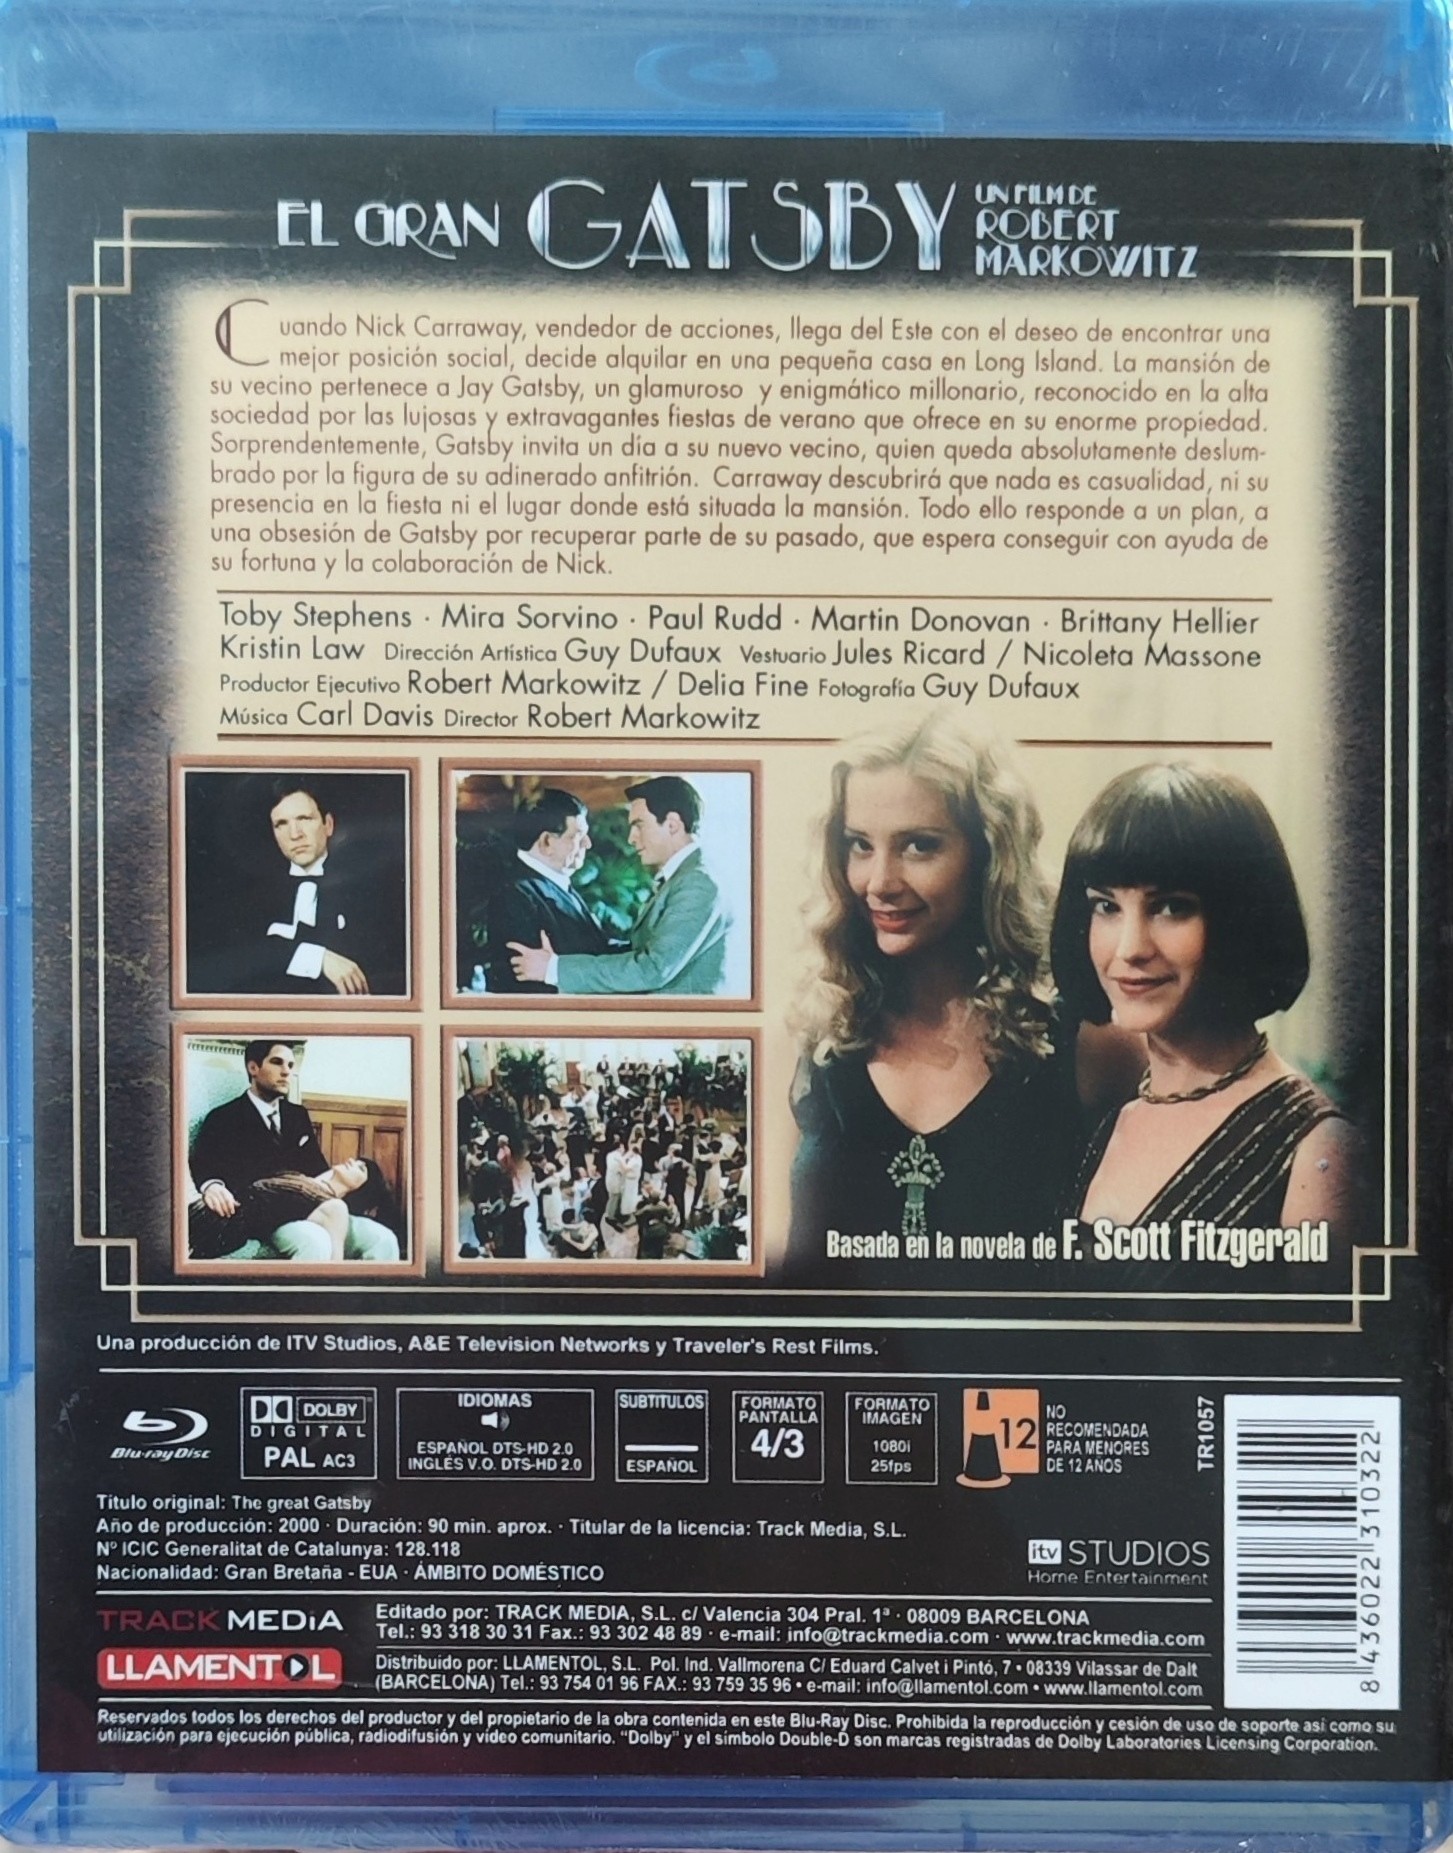 EL GRAN GATSBY UN FILM DE
ROBERT
MARKOWITZ
Cuando Nick Carraway, vendedor de acciones, llega del Este con el deseo de encontrar una
mejor posición social, decide alquilar en una pequeña casa en Long Island. La mansión de
su vecino pertenece a Jay Gatsby, un glamuroso y enigmático millonario, reconocido en la alta
sociedad por las lujosas y extravagantes fiestas de verano que ofrece en su enorme propiedad.
Sorprendentemente, Gatsby invita un día a su nuevo vecino, quien queda absolutamente deslum-
brado por la figura de su adinerado anfitrión. Carraway descubrirá que nada es casualidad, ni su
presencia en la fiesta ni el lugar donde está situada la mansión. Todo ello responde a un plan, a
una obsesión de Gatsby por recuperar parte de su pasado, que espera conseguir con ayuda de
su fortuna y la colaboración de Nick.
Toby Stephens · Mira Sorvino · Paul Rudd · Martin Donovan · Brittany Hellier
Kristin Law Dirección Artística Guy Dufaux Vestuario Jules Ricard / Nicoleta Massone
Productor Ejecutivo Robert Markowitz / Delia Fine Fotografía Guy Dufaux
Música Carl Davis Director Robert Markowitz
Basada en la novela de F. Scott Fitzgerald
Una producción de ITV Studios, A&E Television Networks y Traveler's Rest Films.
Blu-ray Disc
DOLBY
DIGITAL
PAL AC3
IDIOMAS
ESPAÑOL DTS-HD 2.0
INGLÉS V.O. DTS-HD 2.0
SUBTITULOS
ESPAÑOL
FORMATO
PANTALLA
4/3
FORMATO
IMAGEN
1080i
25fps
12
NO
RECOMENDADA
PARA MENORES
DE 12 AÑOS
TR1057
8 436022 310322
Titulo original: The great Gatsby
Año de producción: 2000 · Duración: 90 min. aprox. · Titular de la licencia: Track Media, S.L.
Nº ICIC Generalitat de Catalunya: 128.118
Nacionalidad: Gran Bretaña - EUA · ÁMBITO DOMÉSTICO
itv STUDIOS
Home Entertainment
TRACK MEDiA
Editado por: TRACK MEDIA, S.L. c/ Valencia 304 Pral. 1ª · 08009 BARCELONA
Tel.: 93 318 30 31 Fax.: 93 302 48 89 · e-mail: info@trackmedia.com · www.trackmedia.com
LLAMENTOL
Distribuido por: LLAMENTOL, S.L. Pol. Ind. Vallmorena C/ Eduard Calvet i Pintó, 7 • 08339 Vilassar de Dalt
(BARCELONA) Tel.: 93 754 01 96 FAX.: 93 759 35 96 • e-mail: info@llamentol.com • www.llamentol.com
Reservados todos los derechos del productor y del propietario de la obra contenida en este Blu-Ray Disc. Prohibida la reproducción y cesión de uso de soporte asi como su
utilización para ejecución pública, radiodifusión y vídeo comunitario. "Dolby" y el símbolo Double-D son marcas registradas de Dolby Laboratories Licensing Corporation.